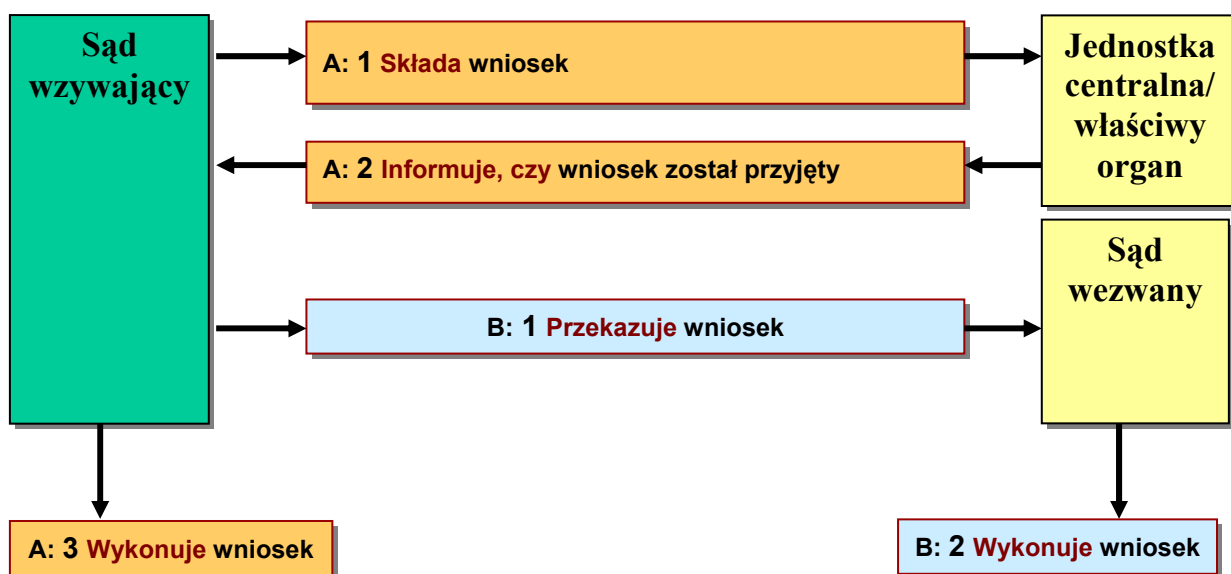 Sąd
wzywający
A: 1 Składa wniosek
Jednostka
centralna/
właściwy
organ
A: 2 Informuje, czy wniosek został przyjęty
Sąd
wezwany
B: 1 Przekazuje wniosek
A: 3 Wykonuje wniosek
B: 2 Wykonuje wniosek